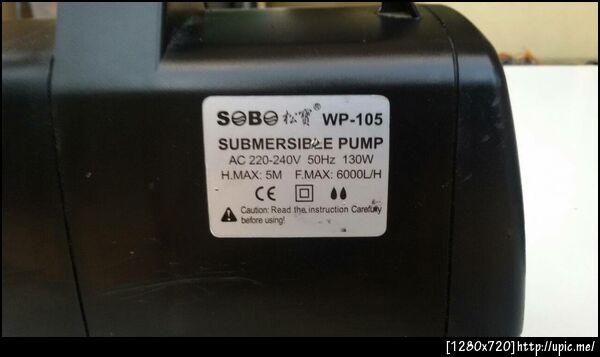 SOBO 松寶® WP-105
SUBMERSIBLE PUMP
AC 220-240V 50Hz 130W
H.MAX: 5M F.MAX: 6000L/H
CE
Caution: Read the instruction Carefully
before using!
[1280x720]http://upic.me/